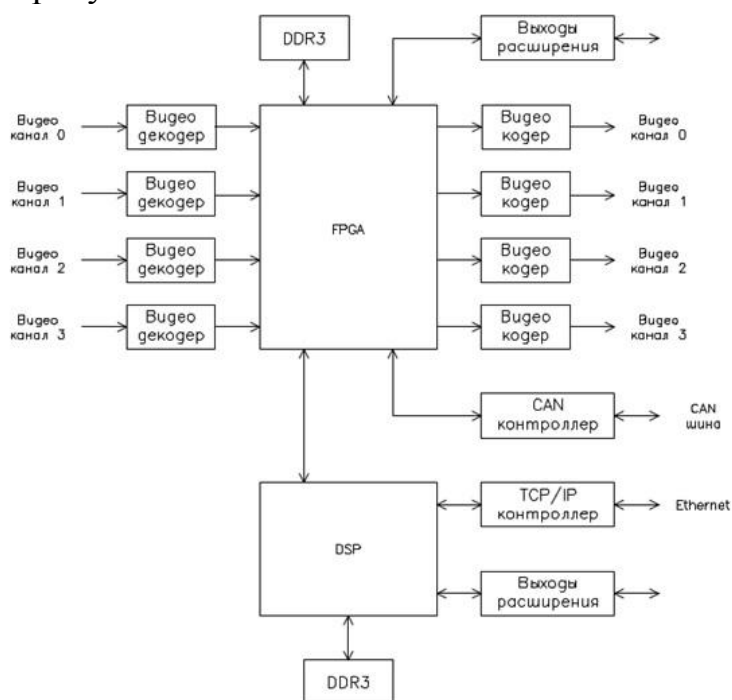 DDR3
Выходы
расширения
Видео
канал 0
Видео
декодер
Видео
кодер
Видео
канал 0
Видео
канал 1
Видео
декодер
Видео
кодер
Видео
канал 1
FPGA
Видео
канал 2
Видео
декодер
Видео
кодер
Видео
канал 2
Видео
канал 3
Видео
декодер
Видео
кодер
Видео
канал 3
CAN
контроллер
CAN
шина
TCP/IP
контроллер
Ethernet
DSP
Выходы
расширения
DDR3